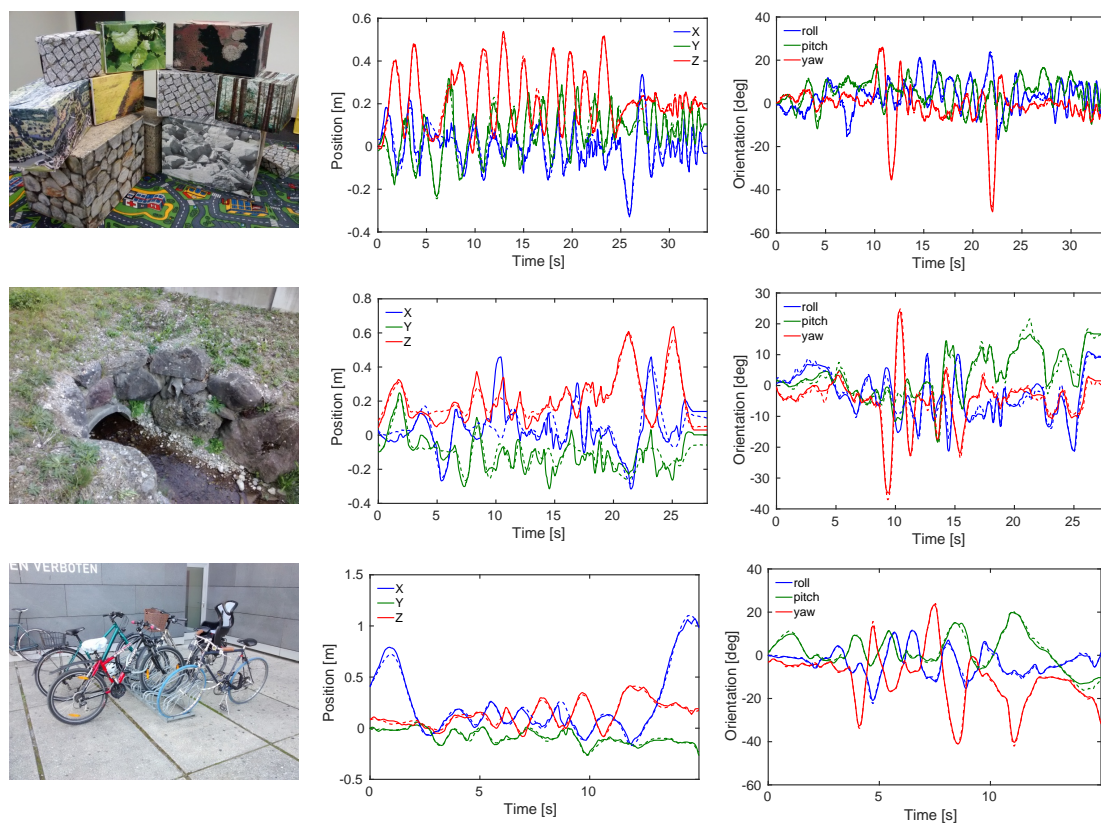 0.6
0.4
0.2
0
-0.2
-0.4
Position [m]
X
Y
Z
0 5 10 15 20 25 30
Time [s]
40
20
0
-20
-40
-60
Orientation [deg]
roll
pitch
yaw
0 5 10 15 20 25 30
Time [s]
0.8
0.6
0.4
0.2
0
-0.2
-0.4
Position [m]
X
Y
Z
0 5 10 15 20 25
Time [s]
30
20
10
0
-10
-20
-30
-40
Orientation [deg]
roll
pitch
yaw
0 5 10 15 20 25
Time [s]
EN VERBOTEN
1.5
1
0.5
0
-0.5
Position [m]
X
Y
Z
0 5 10
Time [s]
40
20
0
-20
-40
-60
Orientation [deg]
roll
pitch
yaw
0 5 10
Time [s]